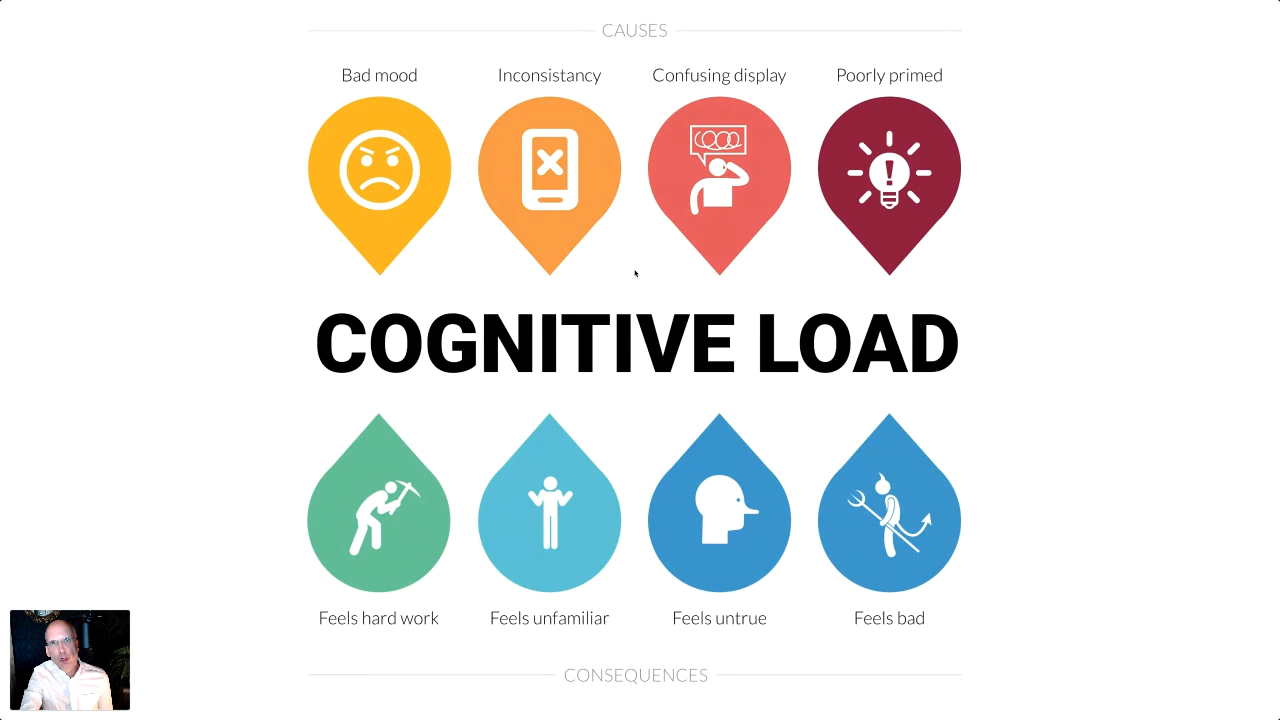 CAUSES
Bad mood
Inconsistancy
Confusing display
Poorly primed
COGNITIVE LOAD
Feels hard work
Feels unfamiliar
Feels untrue
Feels bad
CONSEQUENCES